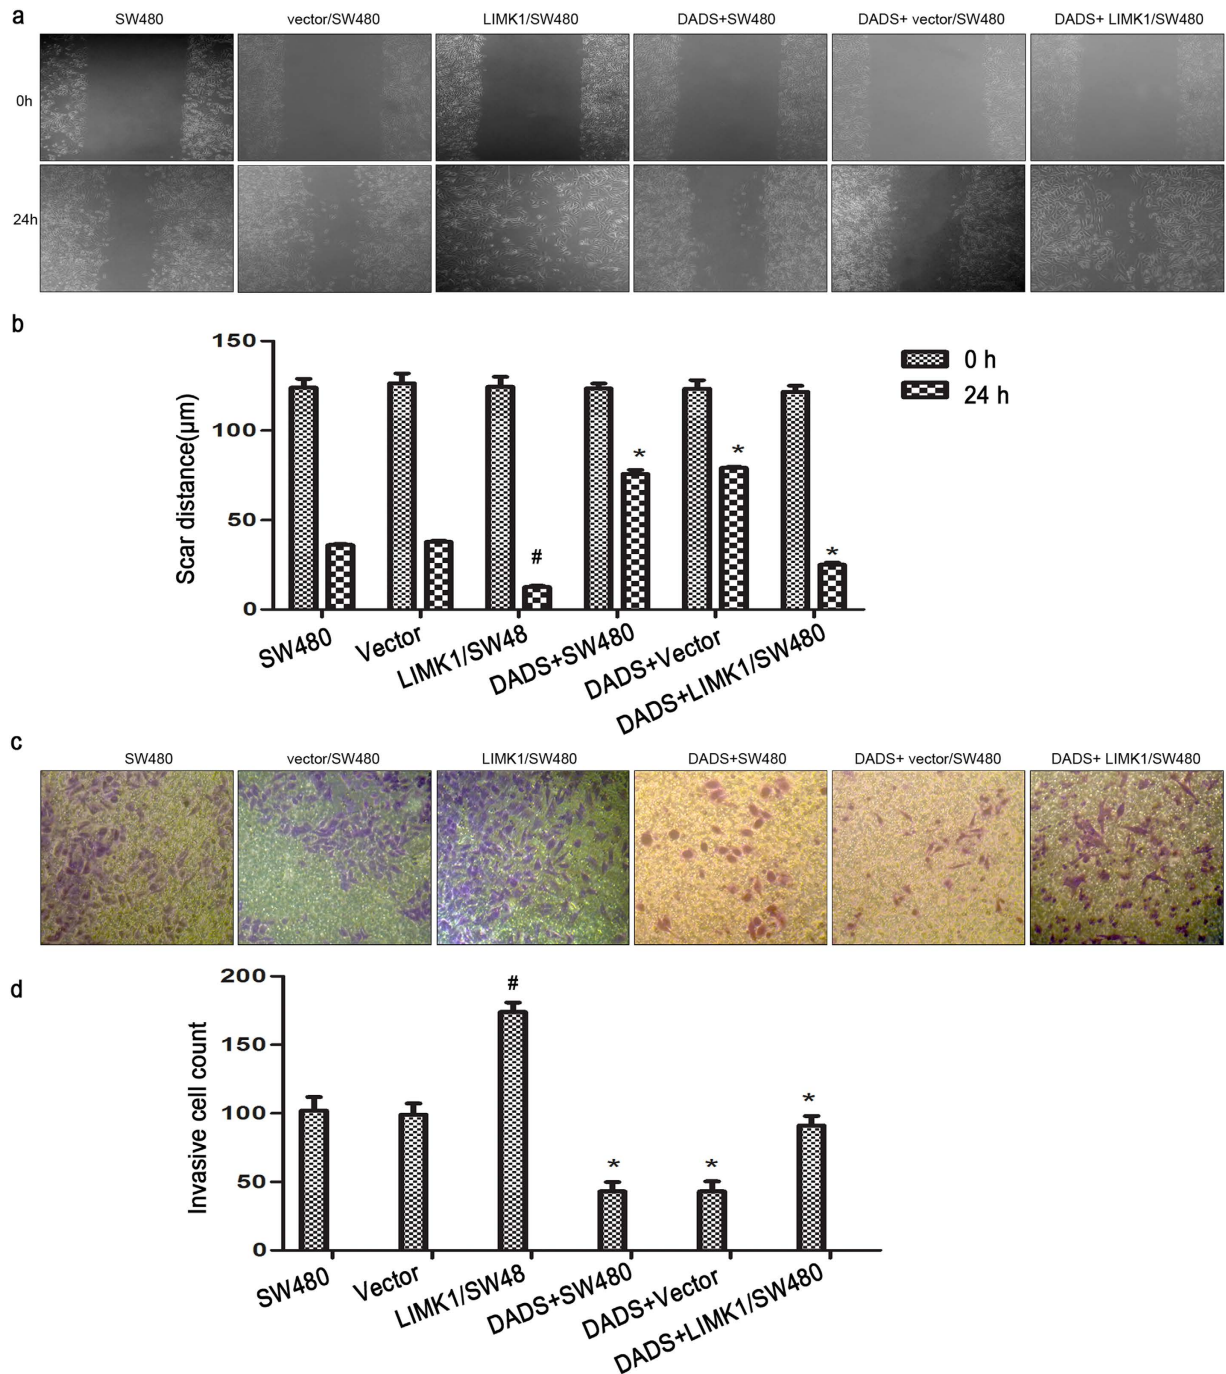 a
SW480 vector/SW480 LIMK1/SW480 DADS+SW480 DADS+ vector/SW480 DADS+ LIMK1/SW480
0h
24h
b
Scar distance(μm)
150
100
50
0
#
*
*
*
0 h
24 h
SW480 Vector LIMK1/SW48 DADS+SW480 DADS+Vector DADS+LIMK1/SW480
c
SW480 vector/SW480 LIMK1/SW480 DADS+SW480 DADS+ vector/SW480 DADS+ LIMK1/SW480
d
Invasive cell count
200
150
100
50
0
#
*
*
*
SW480 Vector LIMK1/SW48 DADS+SW480 DADS+Vector DADS+LIMK1/SW480